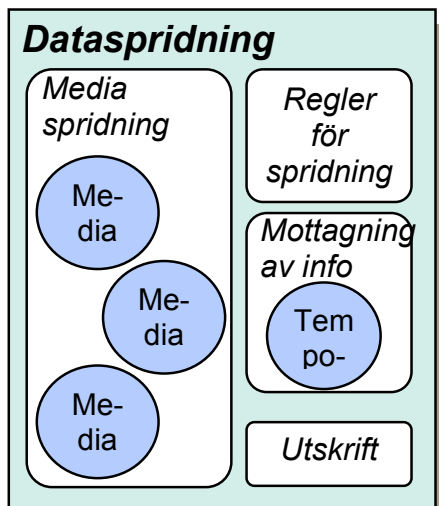 Dataspridning
Media
spridning
Me-
dia
Me-
dia
Me-
dia
Regler
för
spridning
Mottagning
av info
Tem
po-
Utskrift